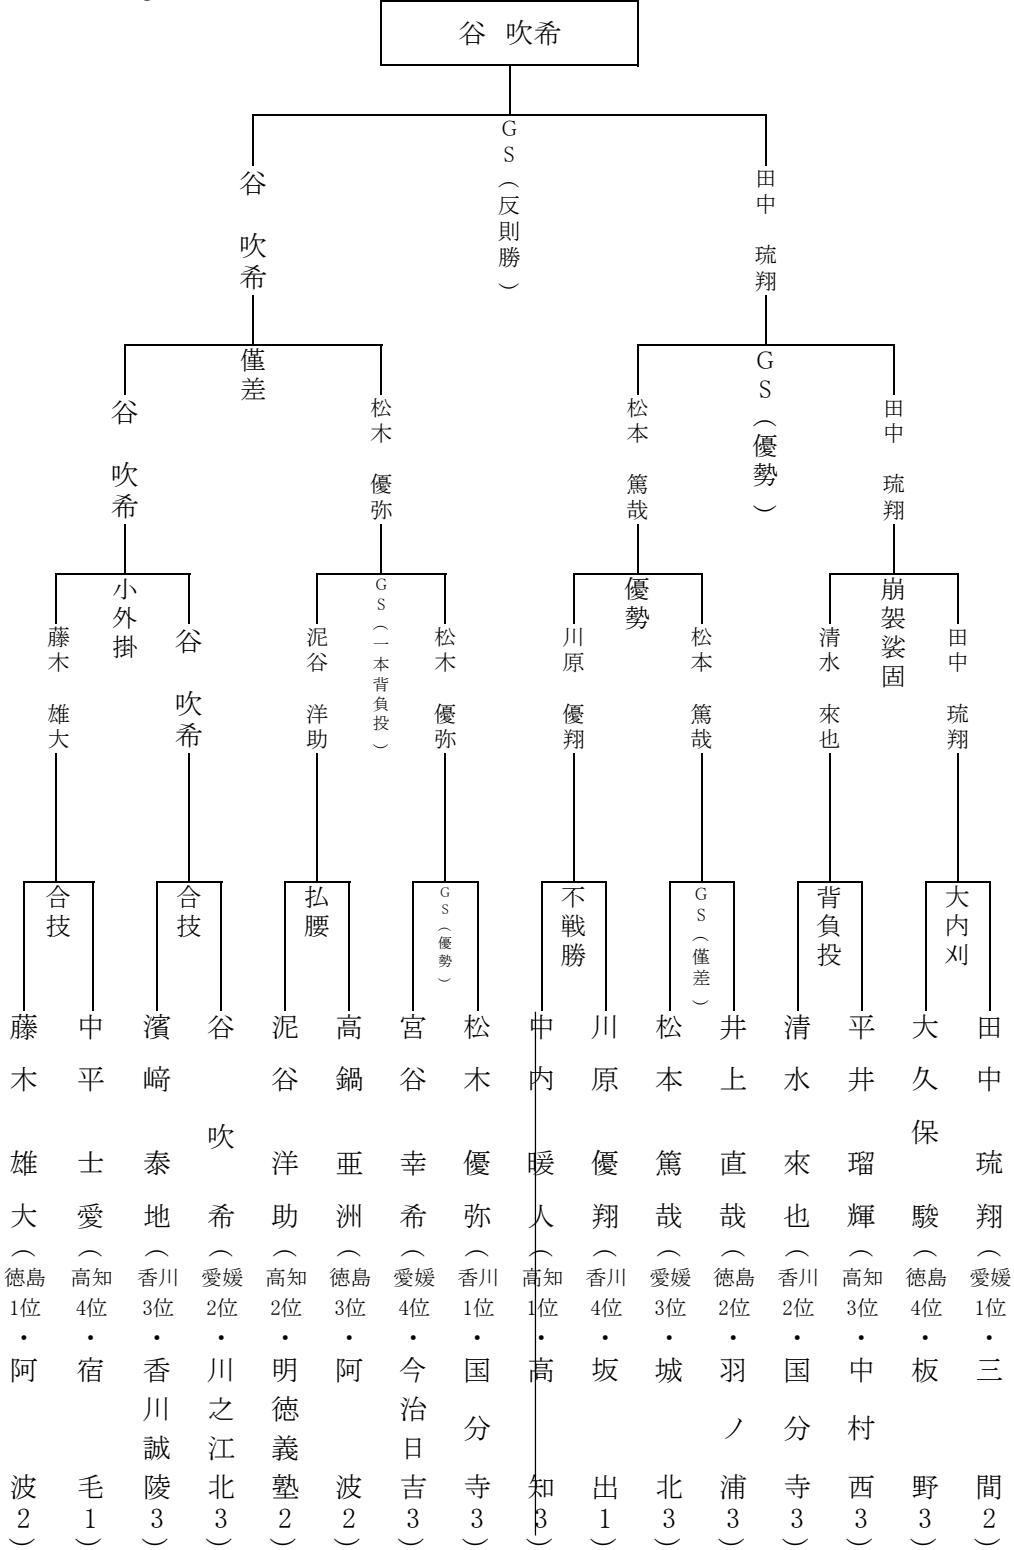 谷 吹希
GS（反則勝）
谷 吹希
田中 琉翔
僅差
GS（優勢）
谷 吹希
松木 優弥
松本 篤哉
田中 琉翔
小外掛
GS（一本背負投）
優勢
崩袈裟固
藤木 雄大
谷 吹希
泥谷 洋助
松木 優弥
川原 優翔
松本 篤哉
清水 來也
田中 琉翔
合技
合技
払腰
GS（優勢）
不戦勝
GS（僅差）
背負投
大内刈
藤木 雄大（徳島1位・阿波2）
中平 士愛（高知4位・宿毛1）
濱﨑 泰地（香川3位・香川誠陵3）
谷 吹希（愛媛2位・川之江北3）
泥谷 洋助（高知2位・明徳義塾2）
高鍋 亜洲（徳島3位・阿波2）
宮谷 幸希（愛媛4位・今治日吉3）
松木 優弥（香川1位・国分寺3）
中内 暖人（高知1位・高知3）
川原 優翔（香川4位・坂出1）
松本 篤哉（愛媛3位・城北3）
井上 直哉（徳島2位・羽ノ浦3）
清水 來也（香川2位・国分寺3）
平井 瑠輝（高知3位・中村西3）
大久保 駿（徳島4位・板野3）
田中 琉翔（愛媛1位・三間2）